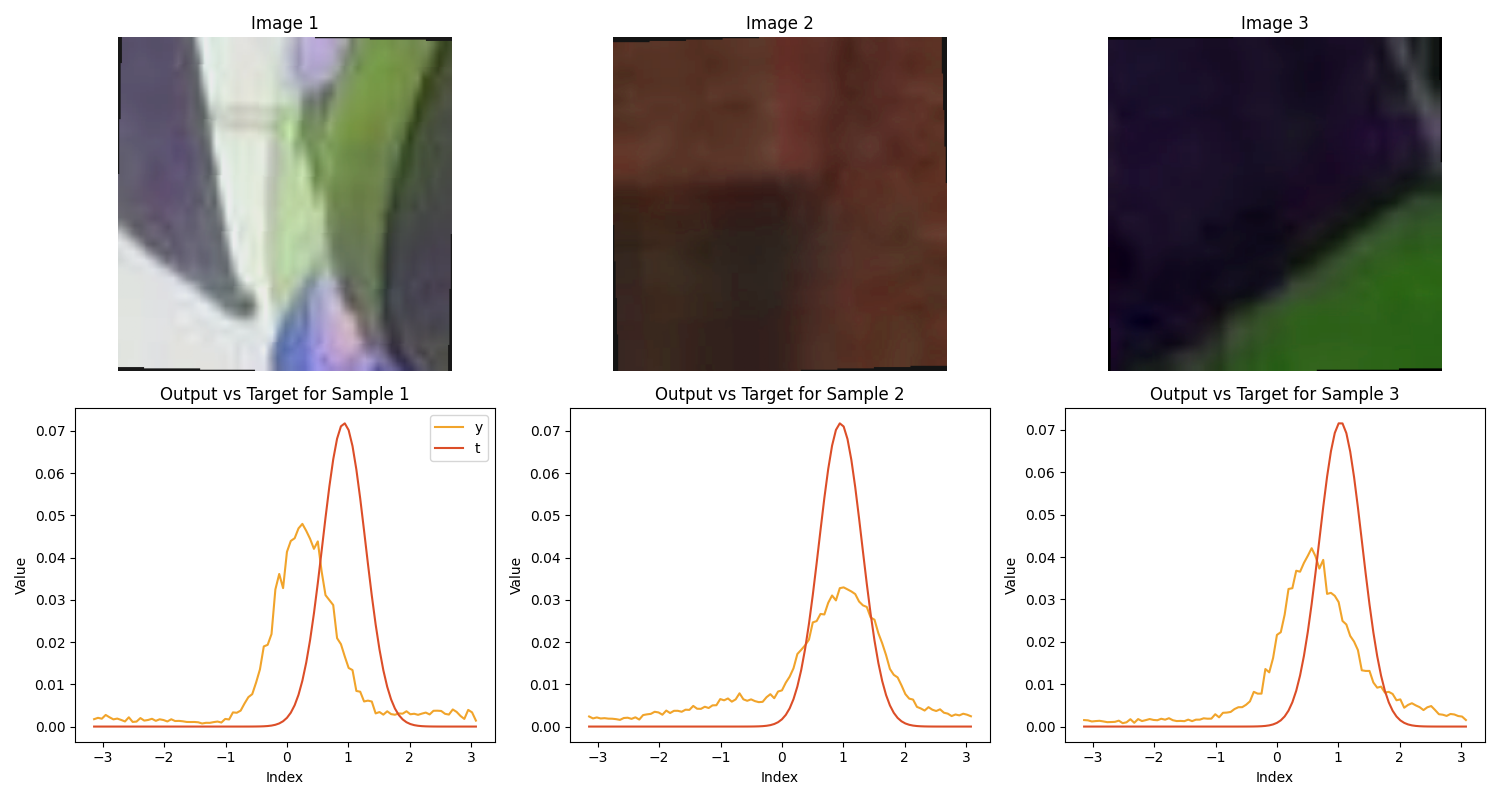 Image 1
Image 2
Image 3
Output vs Target for Sample 1
Output vs Target for Sample 2
Output vs Target for Sample 3
0.07
0.06
0.05
0.04
0.03
0.02
0.01
0.00
Value
−3 −2 −1 0 1 2 3
Index
y
t
0.07
0.06
0.05
0.04
0.03
0.02
0.01
0.00
Value
−3 −2 −1 0 1 2 3
Index
0.07
0.06
0.05
0.04
0.03
0.02
0.01
0.00
Value
−3 −2 −1 0 1 2 3
Index